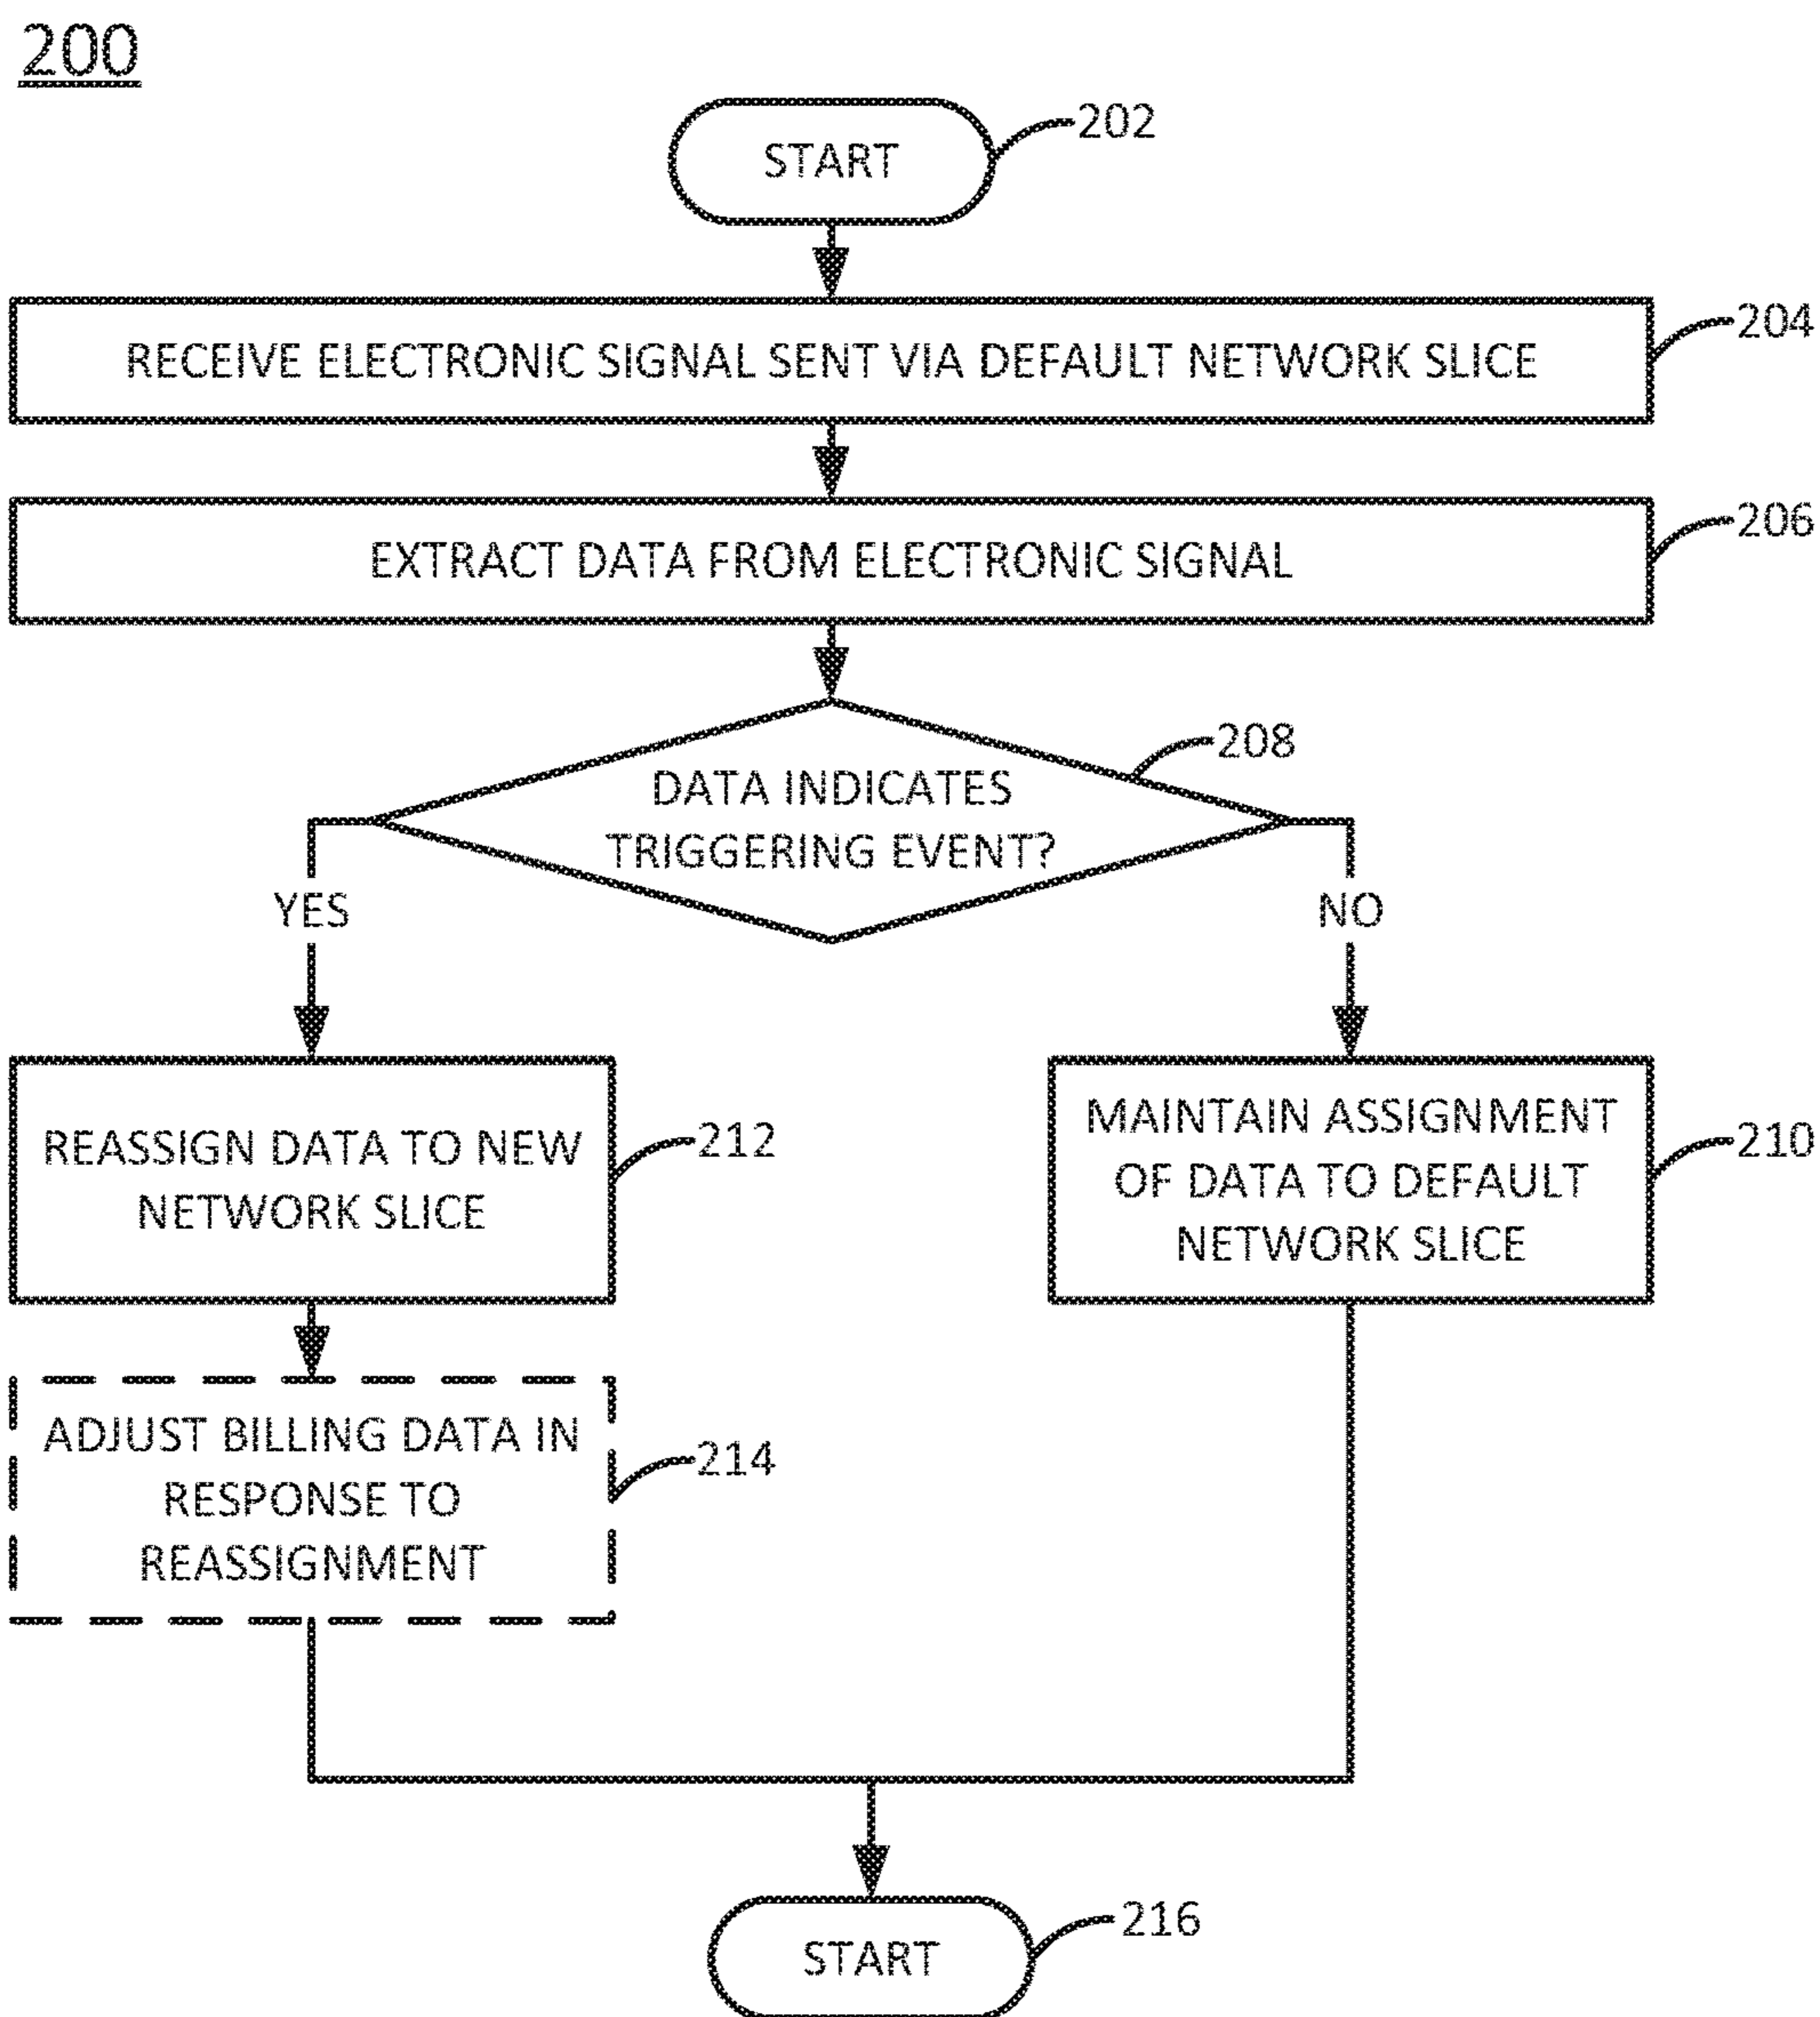 200
START
202
RECEIVE ELECTRONIC SIGNAL SENT VIA DEFAULT NETWORK SLICE
204
EXTRACT DATA FROM ELECTRONIC SIGNAL
206
DATA INDICATES
TRIGGERING EVENT?
208
YES
NO
REASSIGN DATA TO NEW
NETWORK SLICE
212
MAINTAIN ASSIGNMENT
OF DATA TO DEFAULT
NETWORK SLICE
210
ADJUST BILLING DATA IN
RESPONSE TO
REASSIGNMENT
214
START
216